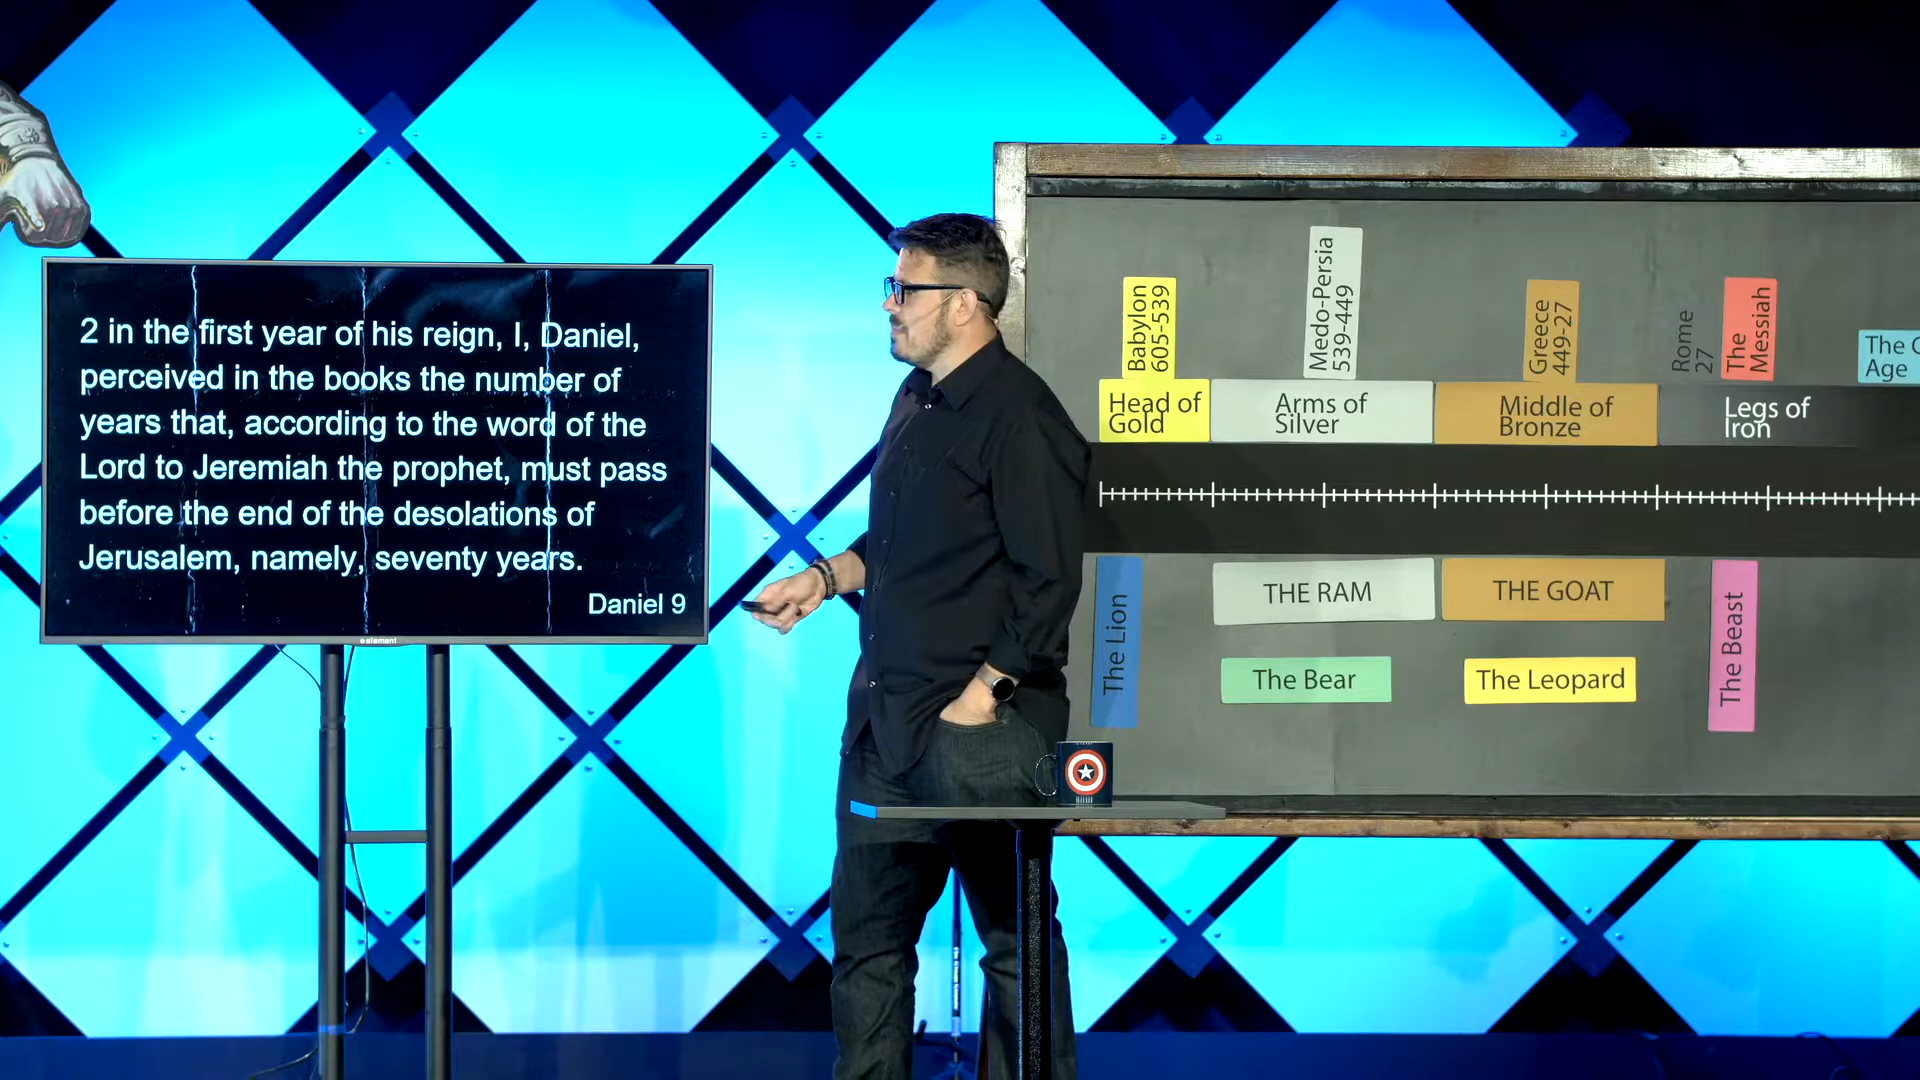 2 in the first year of his reign, I, Daniel,
perceived in the books the number of
years that, according to the word of the
Lord to Jeremiah the prophet, must pass
before the end of the desolations of
Jerusalem, namely, seventy years.
Daniel 9
element
Babylon
605-539
Medo-Persia
539-449
Greece
449-27
Rome
27
The
Messiah
The C
Age
Head of
Gold
Arms of
Silver
Middle of
Bronze
Legs of
Iron
The Lion
THE RAM
THE GOAT
The Beast
The Bear
The Leopard